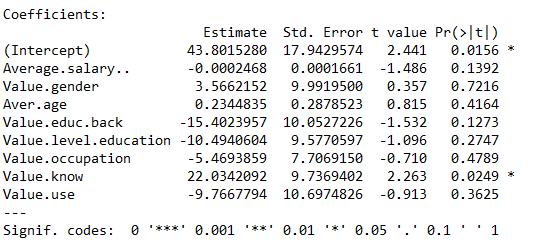 Coefficients:
Estimate Std. Error t value Pr(>|t|)
(Intercept) 43.8015280 17.9429574 2.441 0.0156 *
Average.salary.. -0.0002468 0.0001661 -1.486 0.1392
Value.gender 3.5662152 9.9919500 0.357 0.7216
Aver.age 0.2344835 0.2878523 0.815 0.4164
Value.educ.back -15.4023957 10.0527226 -1.532 0.1273
Value.level.education -10.4940604 9.5770597 -1.096 0.2747
Value.occupation -5.4693859 7.7069150 -0.710 0.4789
Value.know 22.0342092 9.7369402 2.263 0.0249 *
Value.use -9.7667794 10.6974826 -0.913 0.3625
---
Signif. codes: 0 '***' 0.001 '**' 0.01 '*' 0.05 '.' 0.1 ' ' 1